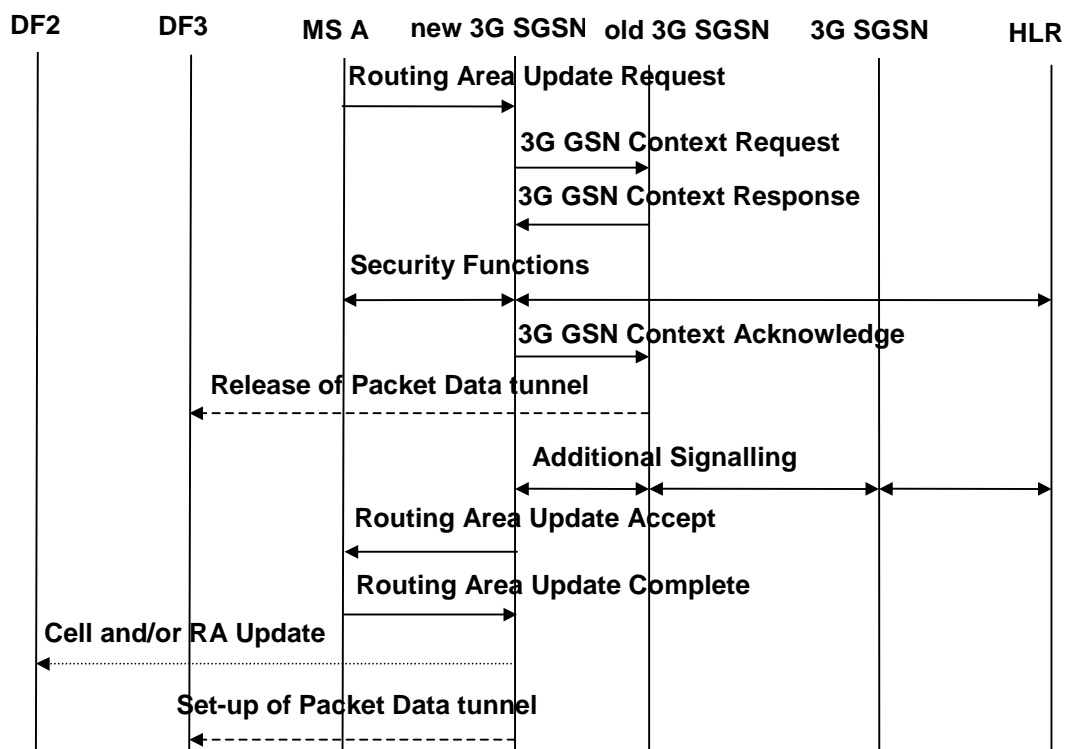 DF2 DF3 MS A new 3G SGSN old 3G SGSN 3G SGSN HLR
Routing Area Update Request
3G GSN Context Request
3G GSN Context Response
Security Functions
3G GSN Context Acknowledge
Release of Packet Data tunnel
Additional Signalling
Routing Area Update Accept
Routing Area Update Complete
Cell and/or RA Update
Set-up of Packet Data tunnel